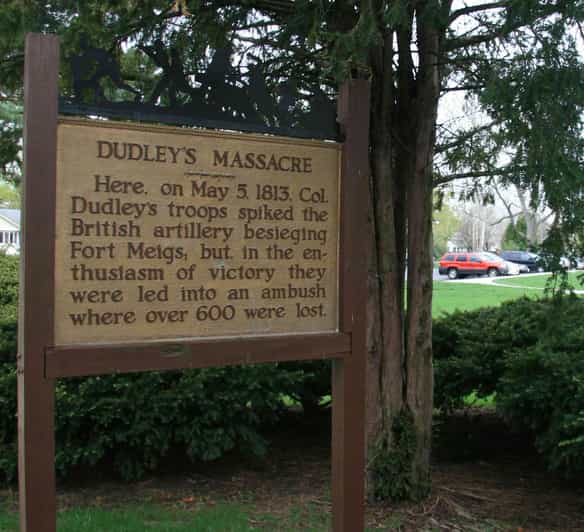 DUDLEY'S MASSACRE
Here, on May 5, 1813, Col.
Dudley's troops spiked the
British artillery besieging
Fort Meigs; but, in the en-
thusiasm of victory they
were led into an ambush
where over 600 were lost.